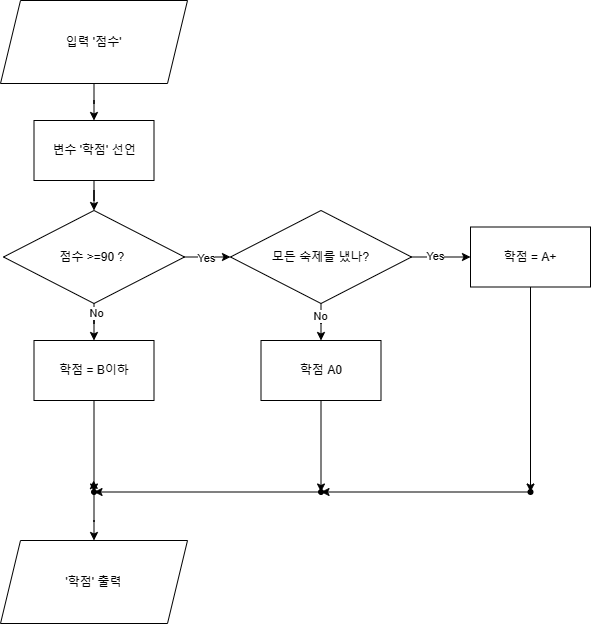 입력 '점수'
변수 '학점' 선언
점수 >=90 ?
Yes
모든 숙제를 냈나?
Yes
학점 = A+
No
No
학점 = B이하
학점 A0
'학점' 출력